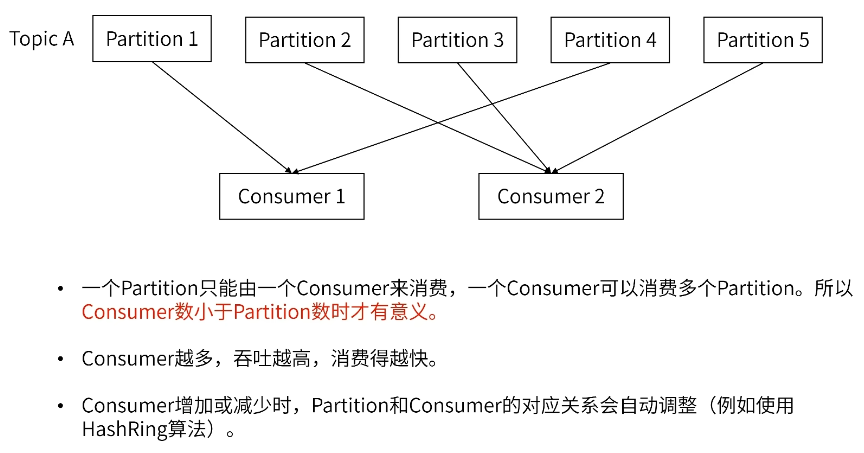 Topic A Partition 1 Partition 2 Partition 3 Partition 4 Partition 5
Consumer 1 Consumer 2
• 一个Partition只能由一个Consumer来消费，一个Consumer可以消费多个Partition。所以
Consumer数小于Partition数时才有意义。
• Consumer越多，吞吐越高，消费得越快。
• Consumer增加或减少时，Partition和Consumer的对应关系会自动调整（例如使用
HashRing算法）。